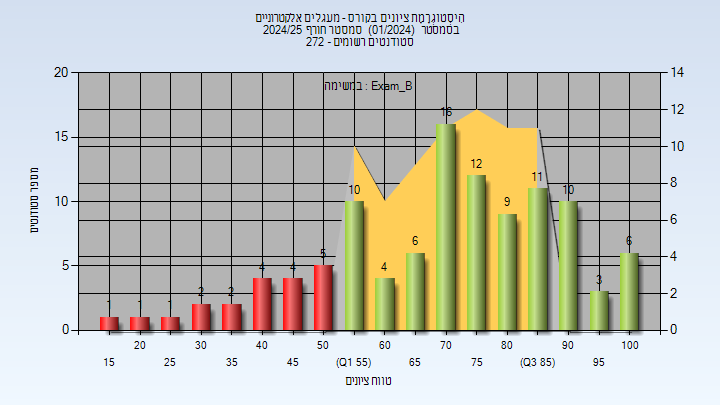 היסטוגרמת ציונים בקורס - מעגלים אלקטרוניים
בסמסטר (01/2024) סמסטר חורף 2024/25
272 - סטודנטים רשומים
במשימה : Exam_B
מספר סטודנטים
20
15
10
5
0
14
12
10
8
6
4
2
0
1 1 1 2 2 4 4 5 10 4 6 16 12 9 11 10 3 6
20 30 40 50 60 70 80 90 100
15 25 35 45 (Q1 55) 65 75 (Q3 85) 95
טווח ציונים